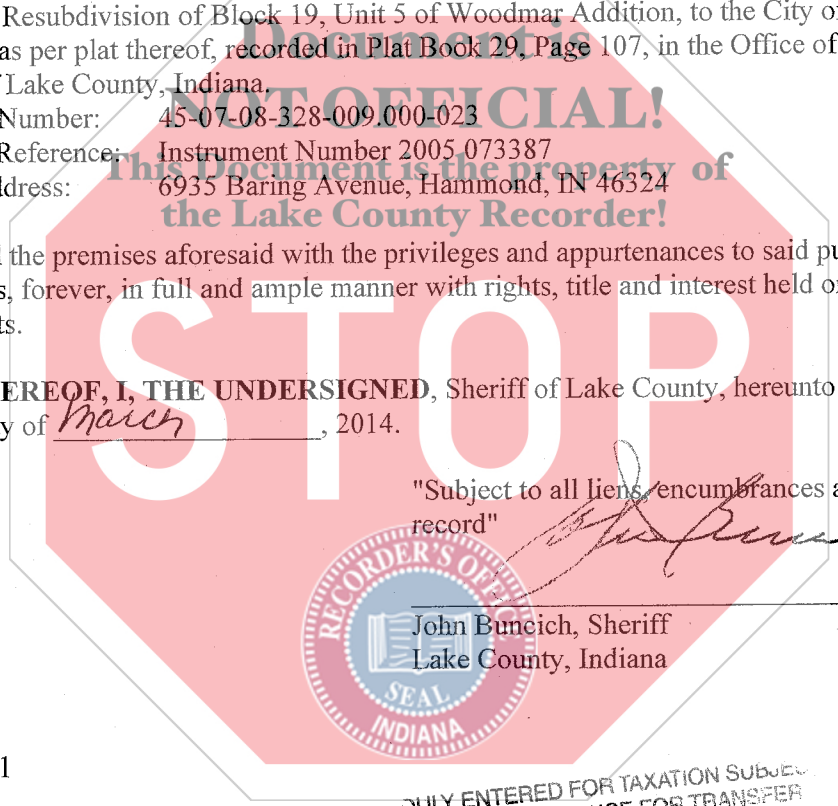 Resubdivision of Block 19, Unit 5 of Woodmar Addition, to the City o
Document is
as per plat thereof, recorded in Plat Book 29, Page 107, in the Office of
Lake County, Indiana.
NOT OFFICIAL!
Number: 45-07-08-328-009.000-023
Reference: Instrument Number 2005-073387
This Document is the property of
ddress: 6935 Baring Avenue, Hammond, IN 46324
the Lake County Recorder!
the premises aforesaid with the privileges and appurtenances to said pu
s, forever, in full and ample manner with rights, title and interest held o
ts.
STOP
EREOF, I, THE UNDERSIGNED, Sheriff of Lake County, hereunto
y of March, 2014.
"Subject to all liens, encumbrances a
record"
RECORDER'S OFFICE
John Buncich, Sheriff
Lake County, Indiana
SEAL
INDIANA
1
DULY ENTERED FOR TAXATION SUBJEC
FOR TRANSFER